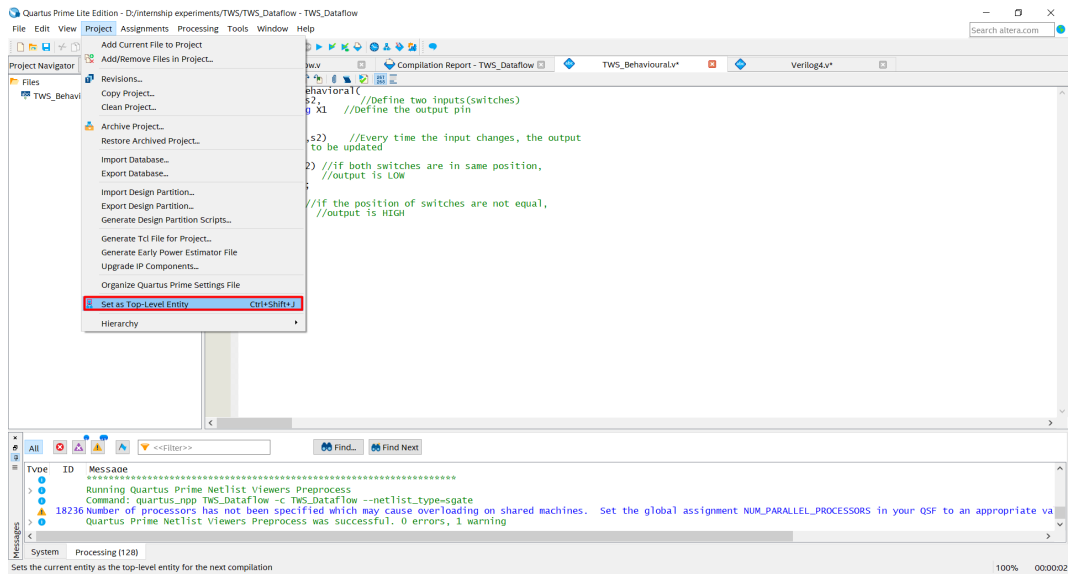 Quartus Prime Lite Edition - D:/internship experiments/TWS/TWS_Dataflow - TWS_Dataflow
File Edit View Project Assignments Processing Tools Window Help
Search altera.com
Project Navigator
Files
TWS_Behavi
Add Current File to Project
Add/Remove Files in Project...
Revisions...
Copy Project...
Clean Project...
Archive Project...
Restore Archived Project...
Import Database...
Export Database...
Import Design Partition...
Export Design Partition...
Generate Design Partition Scripts...
Generate Tcl File for Project...
Generate Early Power Estimator File
Upgrade IP Components...
Organize Quartus Prime Settings File
Set as Top-Level Entity Ctrl+Shift+J
Hierarchy
ow.v Compilation Report - TWS_Dataflow TWS_Behavioural.v* Verilog4.v*
267
268
ehavioral(
s2, //Define two inputs(switches)
g X1 //Define the output pin
,s2) //Every time the input changes, the output
to be updated
2) //if both switches are in same position,
//output is LOW
;
//if the position of switches are not equal,
//output is HIGH
All <<Filter>> Find... Find Next
Type ID Message
******************************************************************
Running Quartus Prime Netlist Viewers Preprocess
Command: quartus_npp TWS_Dataflow -c TWS_Dataflow --netlist_type=sgate
18236 Number of processors has not been specified which may cause overloading on shared machines. Set the global assignment NUM_PARALLEL_PROCESSORS in your QSF to an appropriate va
Quartus Prime Netlist Viewers Preprocess was successful. 0 errors, 1 warning
Messages
System Processing (128)
Sets the current entity as the top-level entity for the next compilation 100% 00:00:02